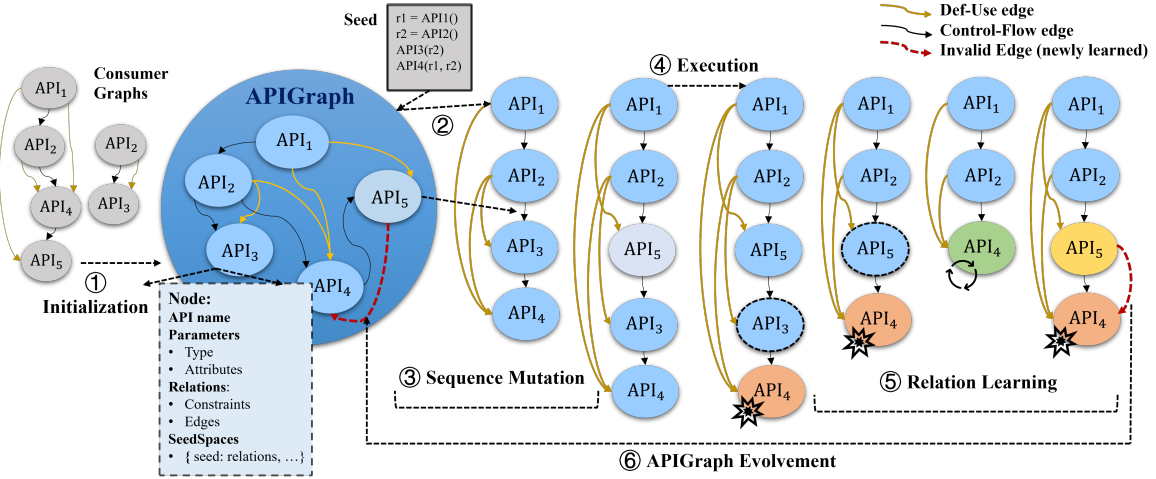 Seed
r1 = API1()
r2 = API2()
API3(r2)
API4(r1, r2)
Def-Use edge
Control-Flow edge
Invalid Edge (newly learned)
Consumer
Graphs
API₁
API₂
API₄
API₅
API₂
API₃
① 
Initialization
APIGraph
API₁
API₂
API₃
API₄
API₅
Node:
API name
Parameters
• Type
• Attributes
Relations:
• Constraints
• Edges
SeedSpaces
• { seed: relations, …}
②
API₁
API₂
API₃
API₄
③ Sequence Mutation
API₁
API₂
API₅
API₃
API₄
④ Execution
API₁
API₂
API₅
API₃
API₄
API₁
API₂
API₅
API₄
API₁
API₂
API₄
API₁
API₂
API₅
API₄
⑤ Relation Learning
⑥ APIGraph Evolvement